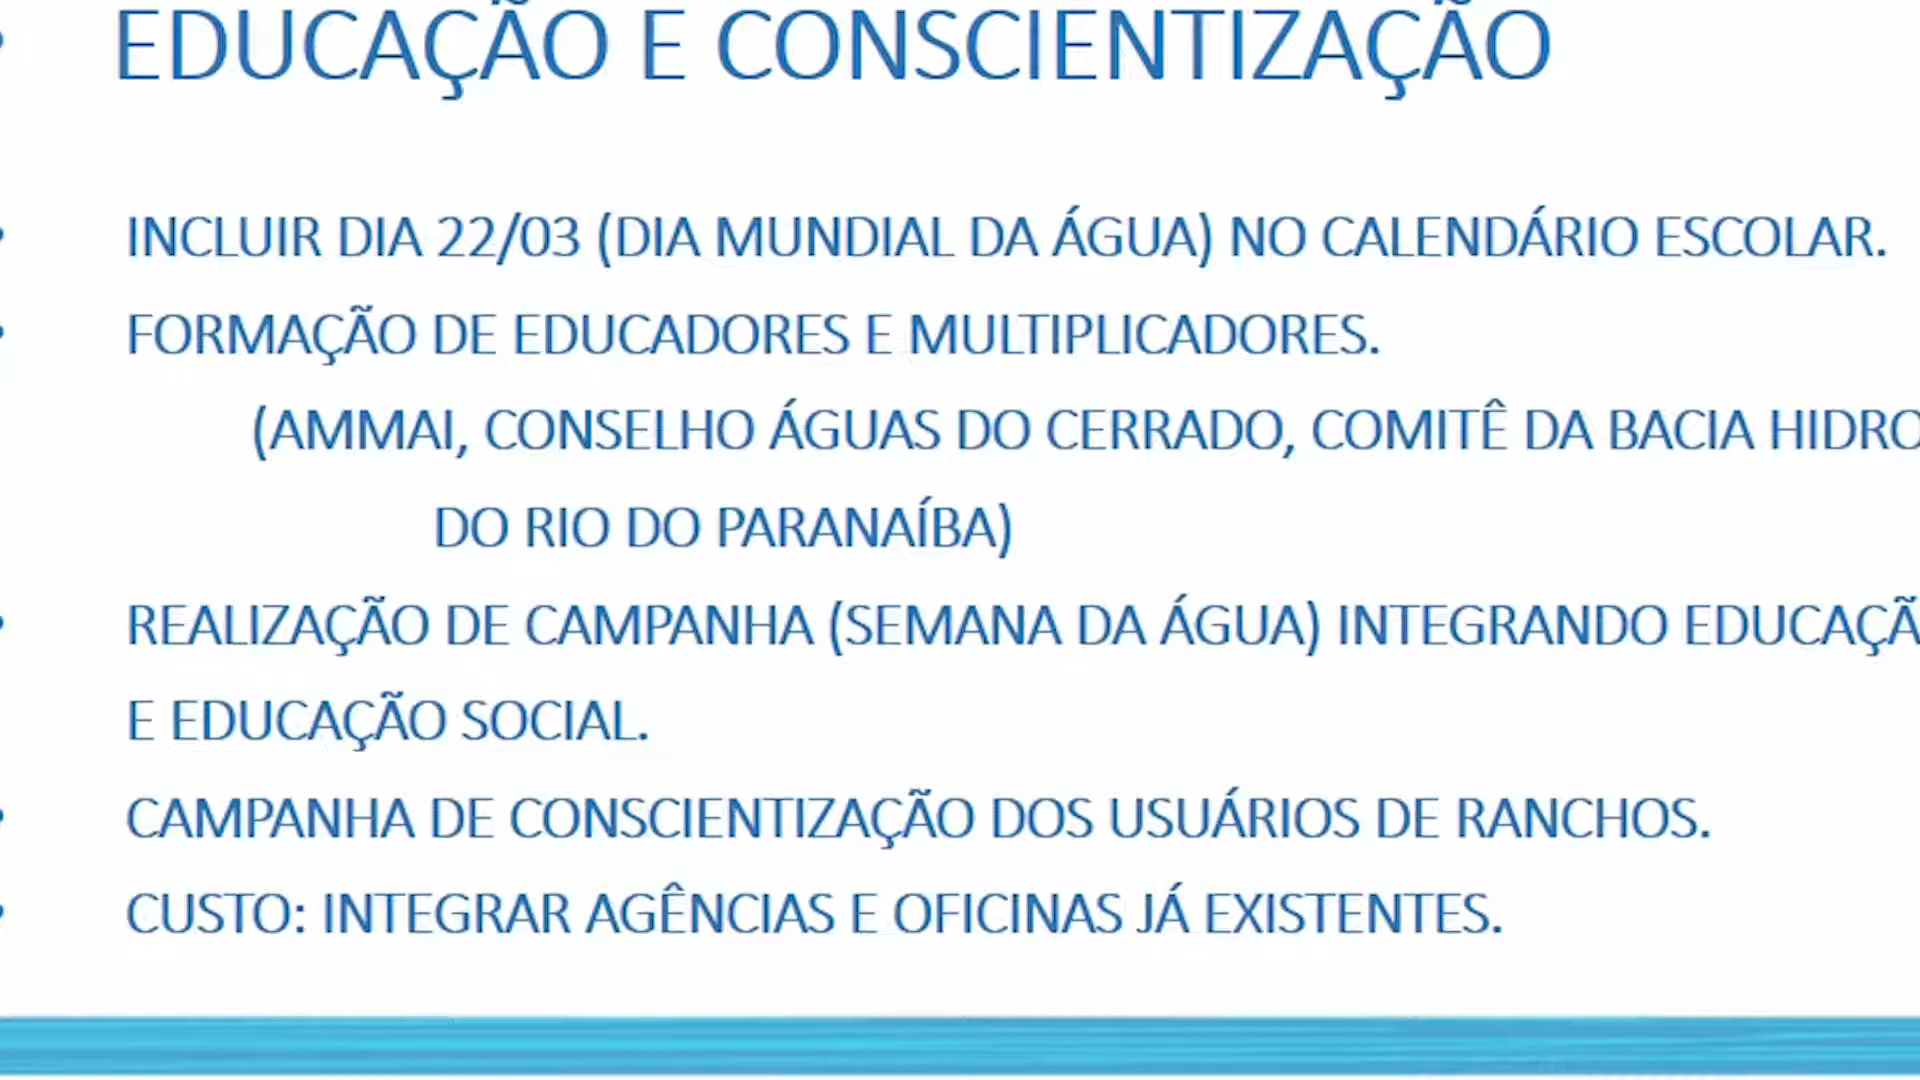 EDUCAÇÃO E CONSCIENTIZAÇÃO
INCLUIR DIA 22/03 (DIA MUNDIAL DA ÁGUA) NO CALENDÁRIO ESCOLAR.
FORMAÇÃO DE EDUCADORES E MULTIPLICADORES.
(AMMAI, CONSELHO ÁGUAS DO CERRADO, COMITÊ DA BACIA HIDRO
DO RIO DO PARANAÍBA)
REALIZAÇÃO DE CAMPANHA (SEMANA DA ÁGUA) INTEGRANDO EDUCAÇÃ
E EDUCAÇÃO SOCIAL.
CAMPANHA DE CONSCIENTIZAÇÃO DOS USUÁRIOS DE RANCHOS.
CUSTO: INTEGRAR AGÊNCIAS E OFICINAS JÁ EXISTENTES.